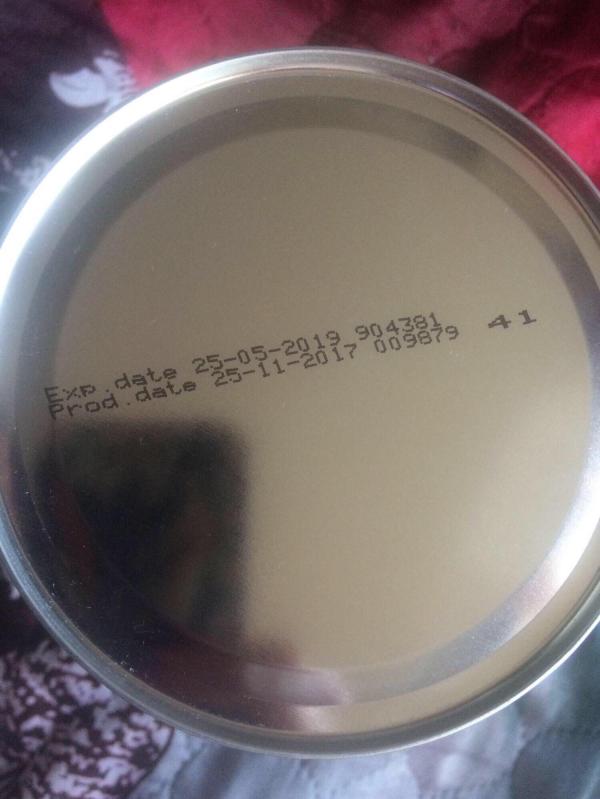 Exp.date 25-05-2019 904381 41
Prod.date 25-11-2017 009879